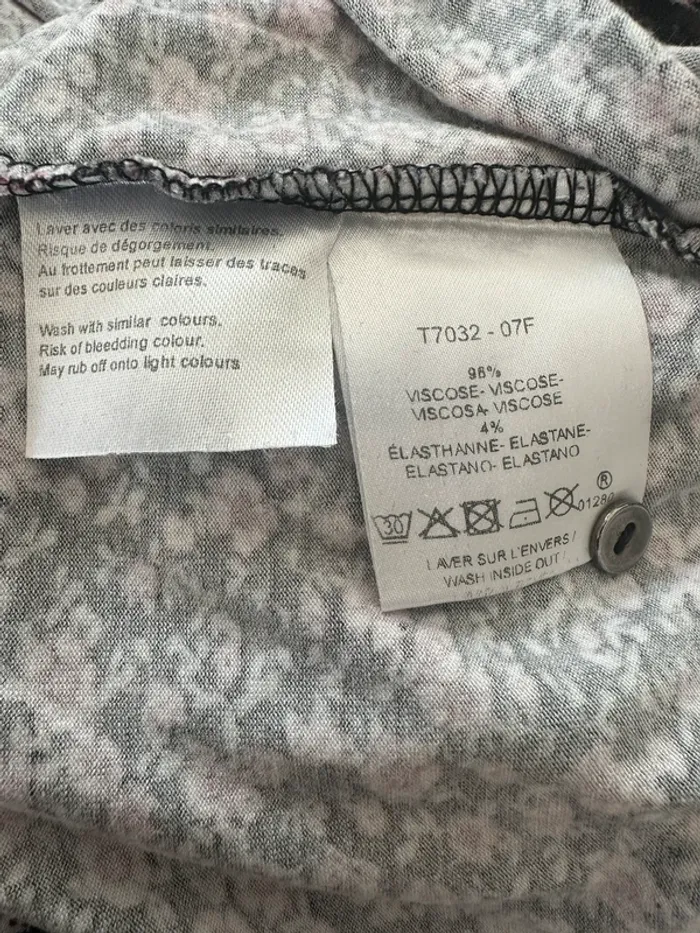 Laver avec des coloris similaires.
Risque de dégorgement.
Au frottement peut laisser des traces
sur des couleurs claires.
Wash with similar colours.
Risk of bleeding colour.
May rub off onto light colours
T7032 - 07F
96%
VISCOSE- VISCOSE-
VISCOSA- VISCOSE
4%
ÉLASTHANNE- ELASTANE-
ELASTANO- ELASTANO
®
30
LAVER SUR L'ENVERS /
WASH INSIDE OUT /